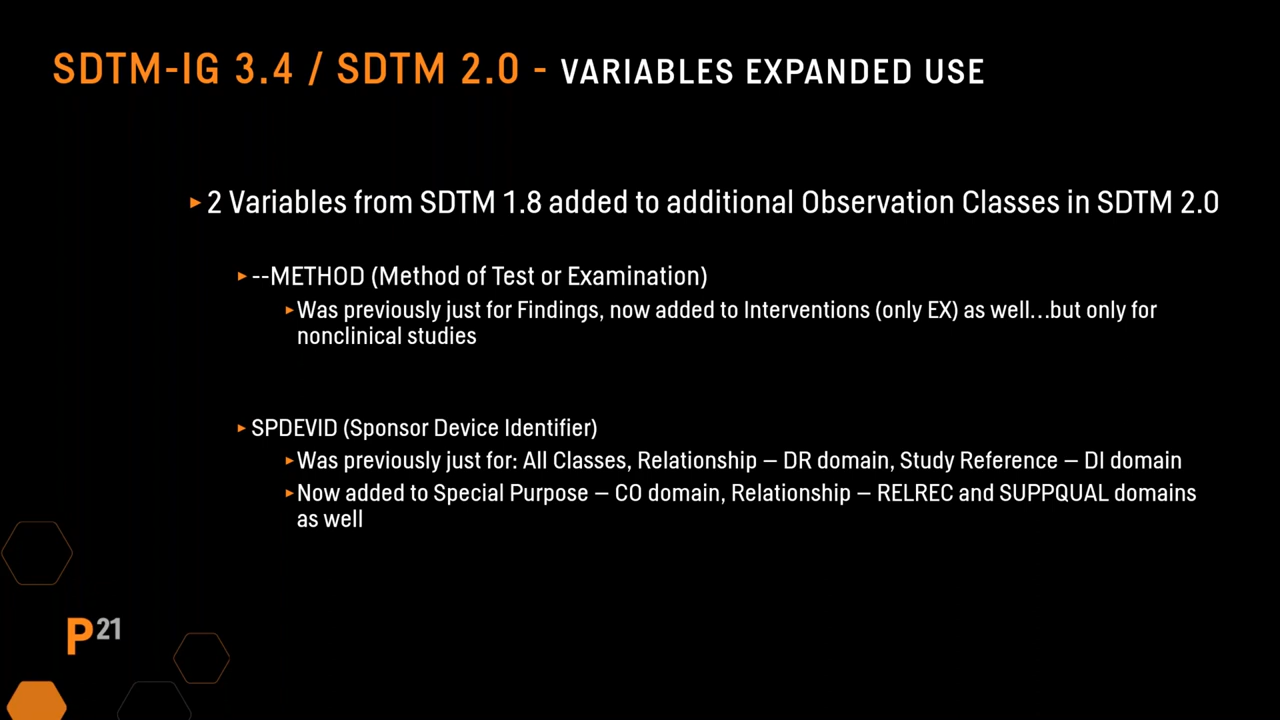 SDTM-IG 3.4 / SDTM 2.0 - VARIABLES EXPANDED USE
2 Variables from SDTM 1.8 added to additional Observation Classes in SDTM 2.0
--METHOD (Method of Test or Examination)
Was previously just for Findings, now added to Interventions (only EX) as well...but only for
nonclinical studies
SPDEVID (Sponsor Device Identifier)
Was previously just for: All Classes, Relationship – DR domain, Study Reference – DI domain
Now added to Special Purpose – CO domain, Relationship – RELREC and SUPPQUAL domains
as well
P21